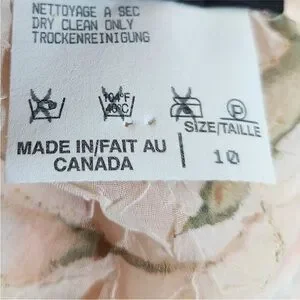 NETTOYAGE A SEC
DRY CLEAN ONLY
TROCKENREINIGUNG
104°F
40°C
P
SIZE/TAILLE
MADE IN/FAIT AU
CANADA
10